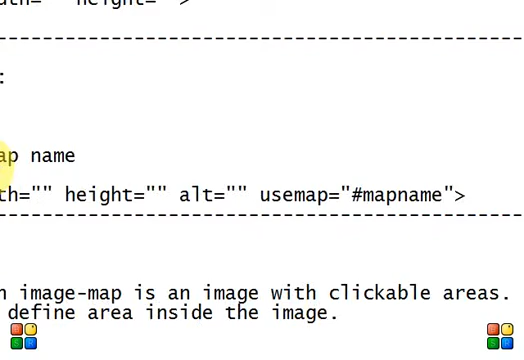 height=" ">
--------------------------------------------
:
ap name
th="" height="" alt="" usemap="#mapname">
--------------------------------------------
n image-map is an image with clickable areas.
define area inside the image.